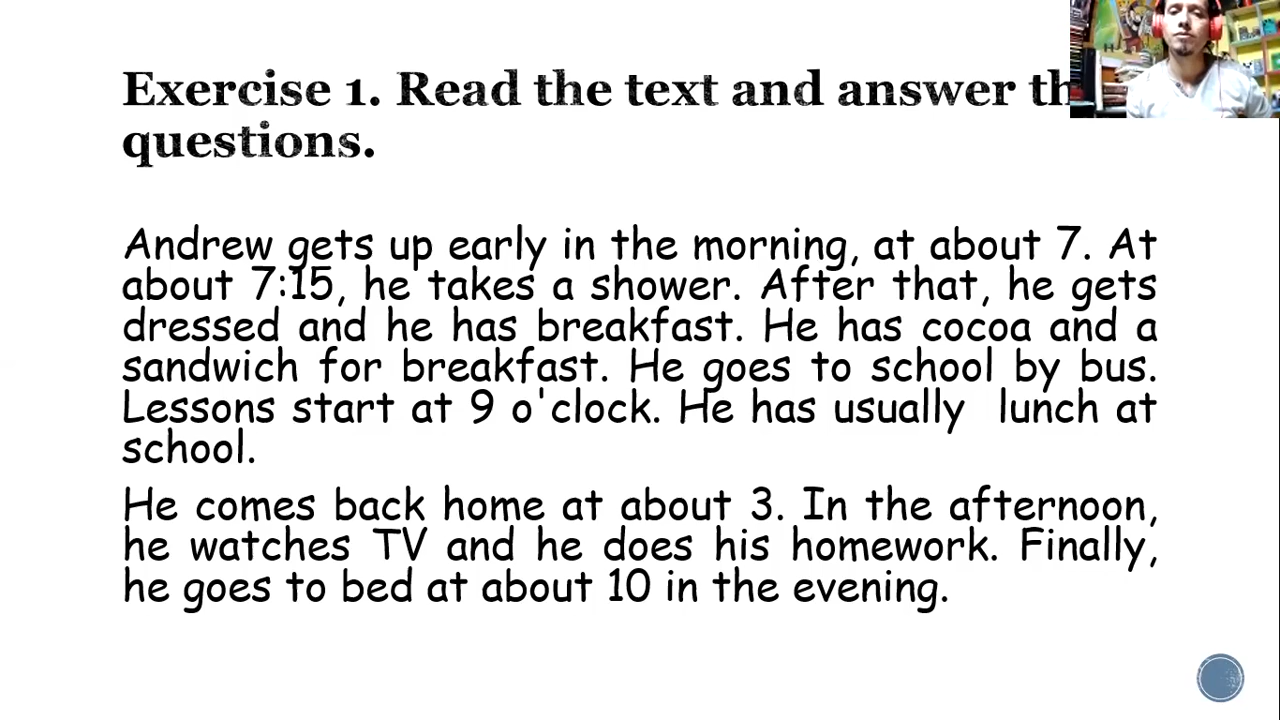 Exercise 1. Read the text and answer
questions.
Andrew gets up early in the morning, at about 7. At
about 7:15, he takes a shower. After that, he gets
dressed and he has breakfast. He has cocoa and a
sandwich for breakfast. He goes to school by bus.
Lessons start at 9 o'clock. He has usually lunch at
school.
He comes back home at about 3. In the afternoon,
he watches TV and he does his homework. Finally,
he goes to bed at about 10 in the evening.